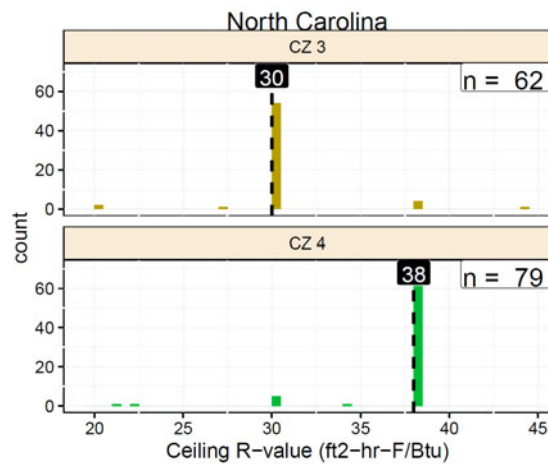 North Carolina
CZ 3
30
n = 62
60
40
20
0
count
CZ 4
38
n = 79
60
40
20
0
20 25 30 35 40 45
Ceiling R−value (ft2−hr−F/Btu)